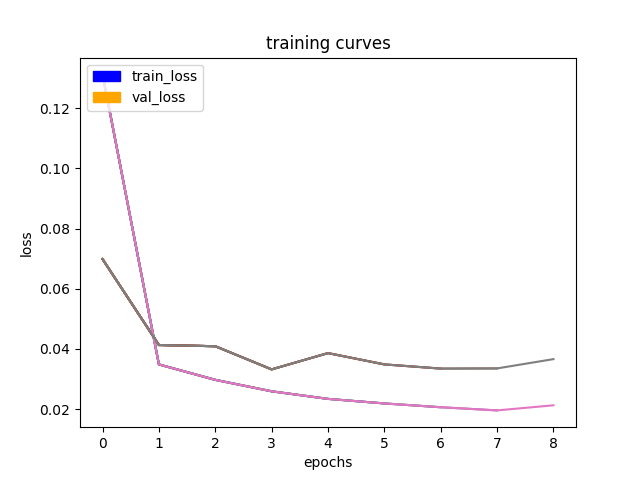 training curves
train_loss
val_loss
0.12
0.10
0.08
0.06
0.04
0.02
loss
0 1 2 3 4 5 6 7 8
epochs